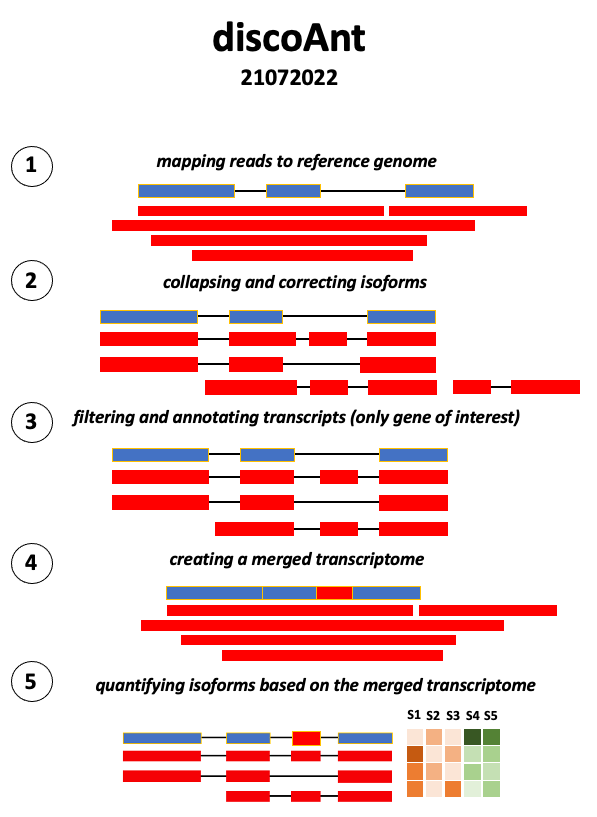 discoAnt
21072022
1
mapping reads to reference genome
2
collapsing and correcting isoforms
3
filtering and annotating transcripts (only gene of interest)
4
creating a merged transcriptome
5
quantifying isoforms based on the merged transcriptome
S1 S2 S3 S4 S5